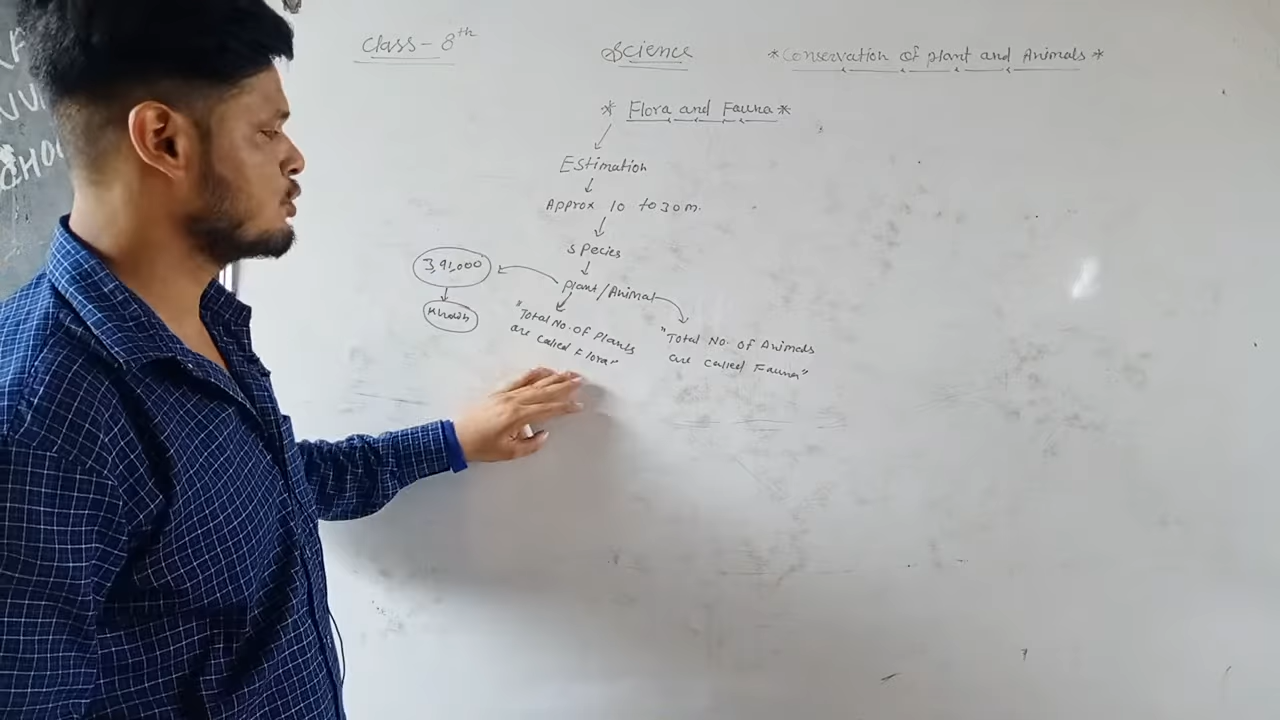 Class - 8th
Science
*Conservation of plant and Animals*
* Flora and Fauna *
Estimation
Approx 10 to 30 m.
species
plant/Animal
3,91,000
Known
"Total No. of plants
are called Flora"
"Total No. of Animals
are called Fauna"